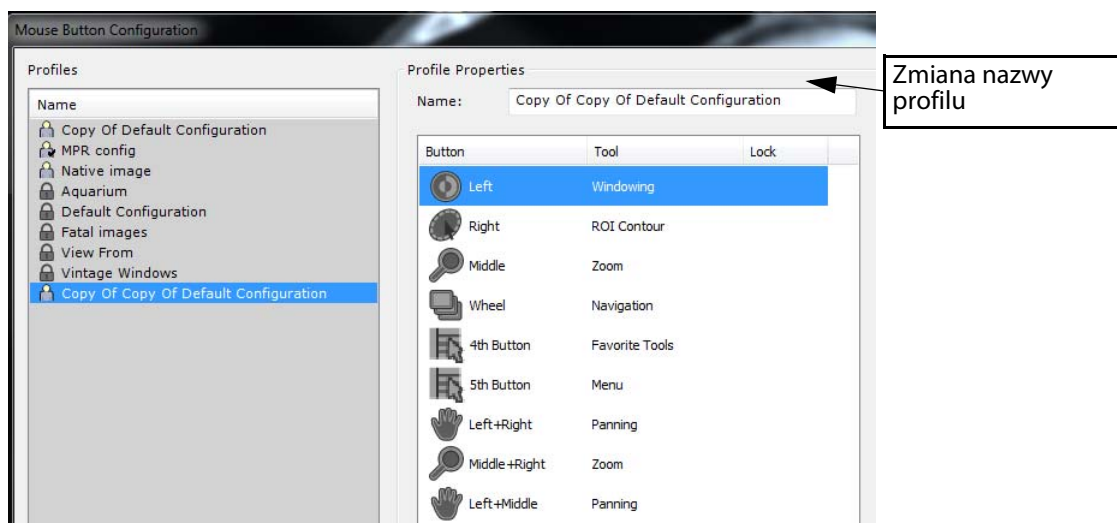 Mouse Button Configuration
Profiles
Name
Copy Of Default Configuration
MPR config
Native image
Aquarium
Default Configuration
Fatal images
View From
Vintage Windows
Copy Of Copy Of Default Configuration
Profile Properties
Name: Copy Of Copy Of Default Configuration
Button Tool Lock
Left Windowing
Right ROI Contour
Middle Zoom
Wheel Navigation
4th Button Favorite Tools
5th Button Menu
Left+Right Panning
Middle+Right Zoom
Left+Middle Panning
Zmiana nazwy
profilu